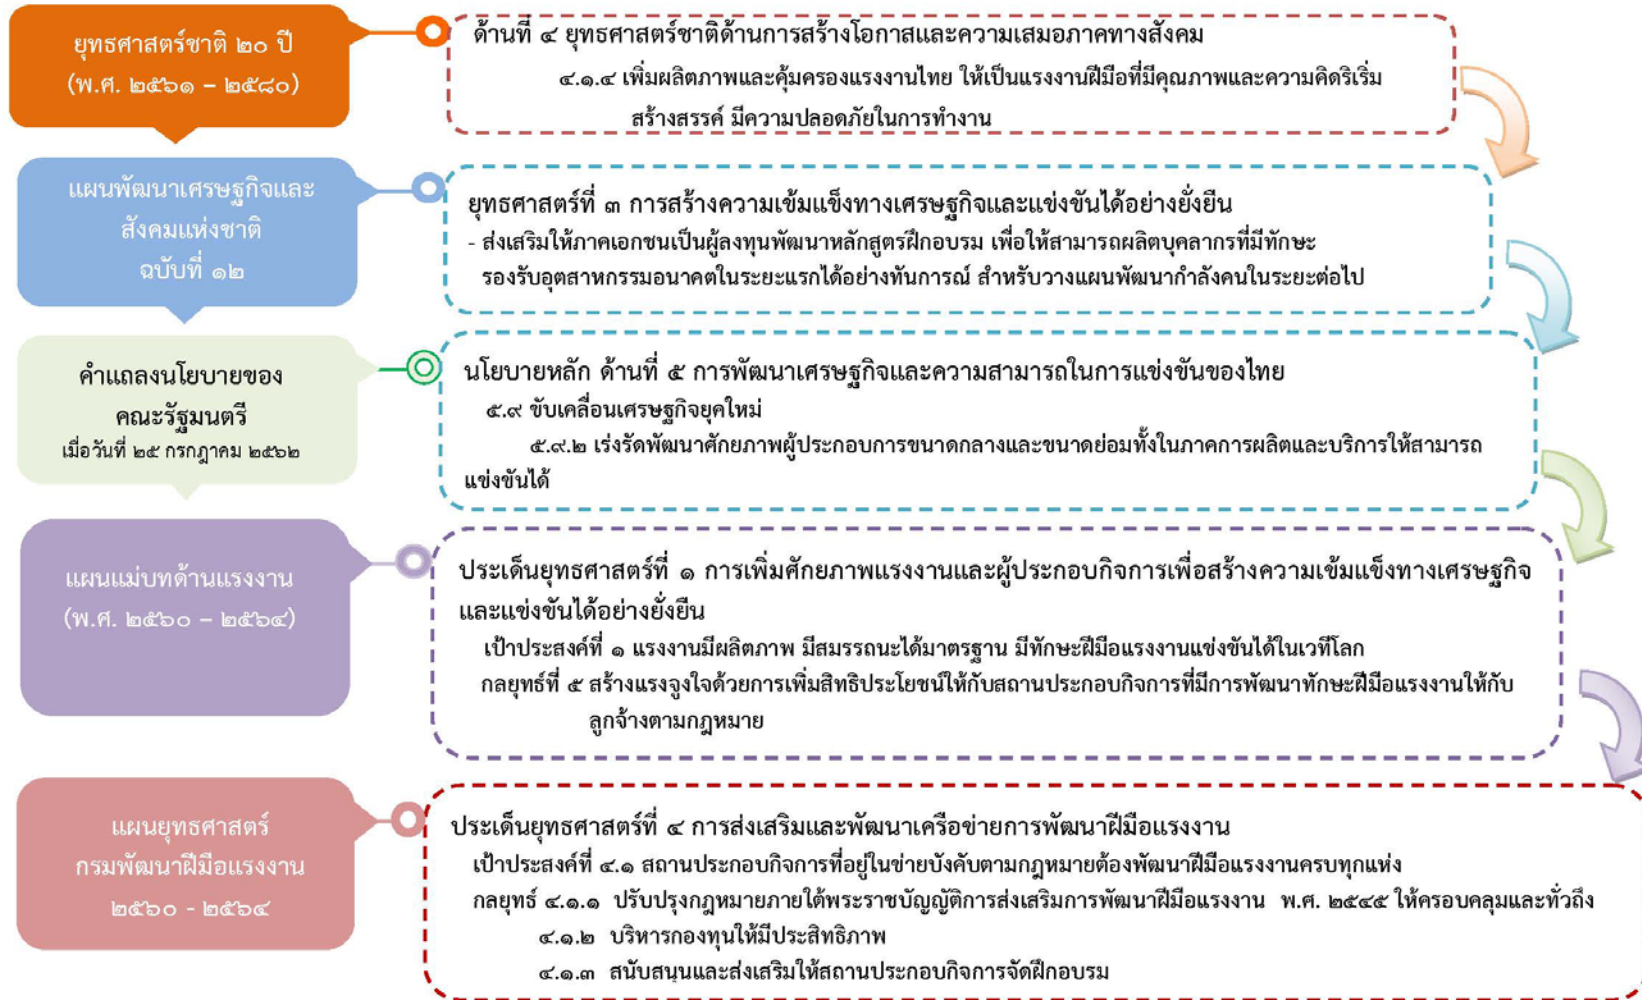 ยุทธศาสตร์ชาติ ๒๐ ปี
(พ.ศ. ๒๕๖๑ – ๒๕๘๐)
ด้านที่ ๔ ยุทธศาสตร์ชาติด้านการสร้างโอกาสและความเสมอภาคทางสังคม
๔.๑.๔ เพิ่มผลิตภาพและคุ้มครองแรงงานไทย ให้เป็นแรงงานฝีมือที่มีคุณภาพและความคิดริเริ่ม
สร้างสรรค์ มีความปลอดภัยในการทำงาน
แผนพัฒนาเศรษฐกิจและ
สังคมแห่งชาติ
ฉบับที่ ๑๒
ยุทธศาสตร์ที่ ๓ การสร้างความเข้มแข็งทางเศรษฐกิจและแข่งขันได้อย่างยั่งยืน
- ส่งเสริมให้ภาคเอกชนเป็นผู้ลงทุนพัฒนาหลักสูตรฝึกอบรม เพื่อให้สามารถผลิตบุคลากรที่มีทักษะ
รองรับอุตสาหกรรมอนาคตในระยะแรกได้อย่างทันการณ์ สำหรับวางแผนพัฒนากำลังคนในระยะต่อไป
คำแถลงนโยบายของ
คณะรัฐมนตรี
เมื่อวันที่ ๒๕ กรกฎาคม ๒๕๖๒
นโยบายหลัก ด้านที่ ๕ การพัฒนาเศรษฐกิจและความสามารถในการแข่งขันของไทย
๕.๙ ขับเคลื่อนเศรษฐกิจยุคใหม่
๕.๙.๒ เร่งรัดพัฒนาศักยภาพผู้ประกอบการขนาดกลางและขนาดย่อมทั้งในภาคการผลิตและบริการให้สามารถ
แข่งขันได้
แผนแม่บทด้านแรงงาน
(พ.ศ. ๒๕๖๐ – ๒๕๖๔)
ประเด็นยุทธศาสตร์ที่ ๑ การเพิ่มศักยภาพแรงงานและผู้ประกอบกิจการเพื่อสร้างความเข้มแข็งทางเศรษฐกิจ
และแข่งขันได้อย่างยั่งยืน
เป้าประสงค์ที่ ๑ แรงงานมีผลิตภาพ มีสมรรถนะได้มาตรฐาน มีทักษะฝีมือแรงงานแข่งขันได้ในเวทีโลก
กลยุทธ์ที่ ๕ สร้างแรงจูงใจด้วยการเพิ่มสิทธิประโยชน์ให้กับสถานประกอบกิจการที่มีการพัฒนาทักษะฝีมือแรงงานให้กับ
ลูกจ้างตามกฎหมาย
แผนยุทธศาสตร์
กรมพัฒนาฝีมือแรงงาน
๒๕๖๐ - ๒๕๖๔
ประเด็นยุทธศาสตร์ที่ ๔ การส่งเสริมและพัฒนาเครือข่ายการพัฒนาฝีมือแรงงาน
เป้าประสงค์ที่ ๔.๑ สถานประกอบกิจการที่อยู่ในข่ายบังคับตามกฎหมายต้องพัฒนาฝีมือแรงงานครบทุกแห่ง
กลยุทธ์ ๔.๑.๑ ปรับปรุงกฎหมายภายใต้พระราชบัญญัติการส่งเสริมการพัฒนาฝีมือแรงงาน พ.ศ. ๒๕๔๕ ให้ครอบคลุมและทั่วถึง
๔.๑.๒ บริหารกองทุนให้มีประสิทธิภาพ
๔.๑.๓ สนับสนุนและส่งเสริมให้สถานประกอบกิจการจัดฝึกอบรม